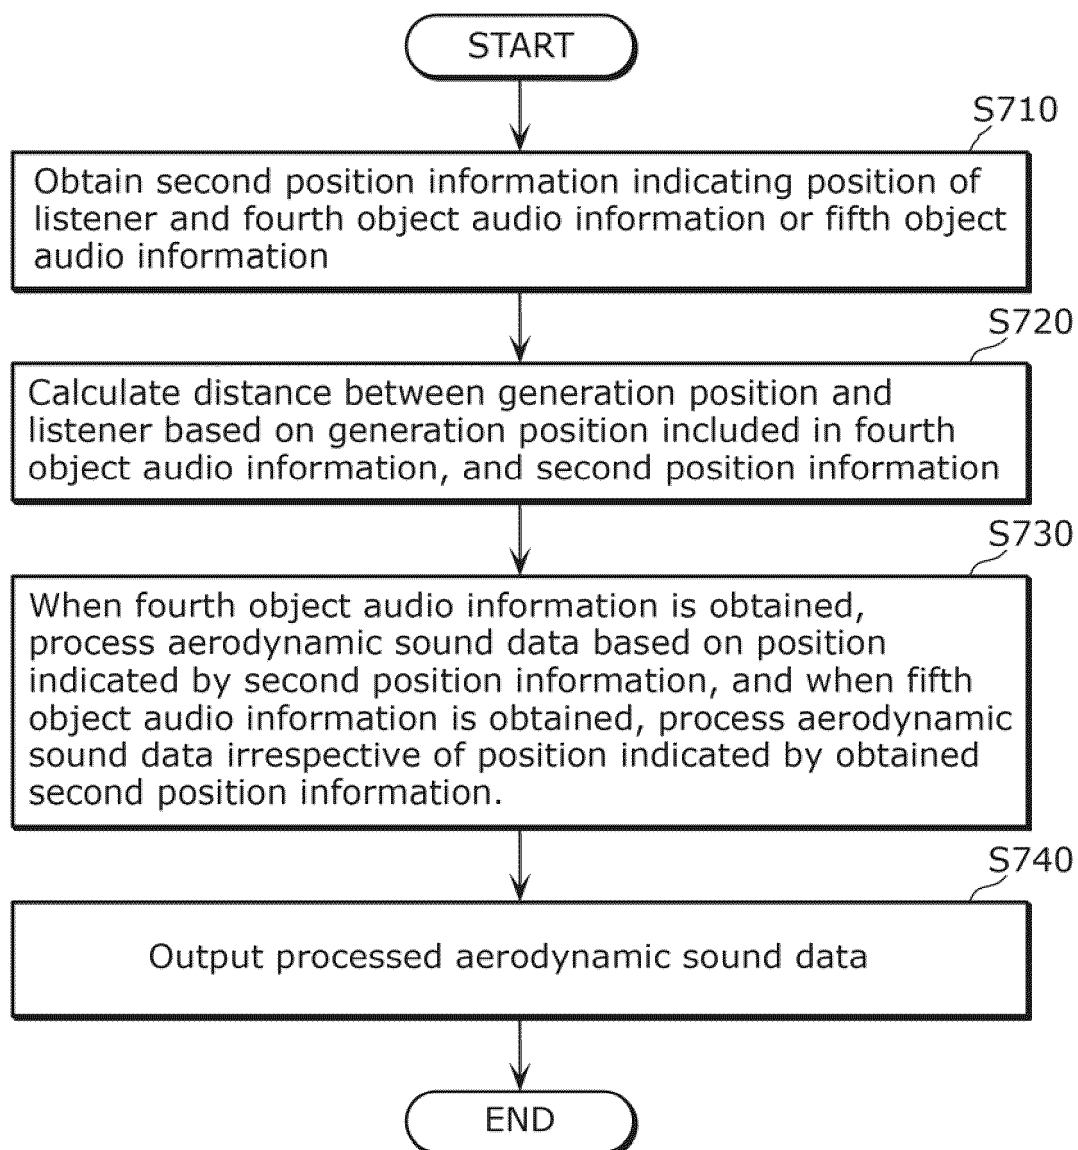 START
S710
Obtain second position information indicating position of
listener and fourth object audio information or fifth object
audio information
S720
Calculate distance between generation position and
listener based on generation position included in fourth
object audio information, and second position information
S730
When fourth object audio information is obtained,
process aerodynamic sound data based on position
indicated by second position information, and when fifth
object audio information is obtained, process aerodynamic
sound data irrespective of position indicated by obtained
second position information.
S740
Output processed aerodynamic sound data
END